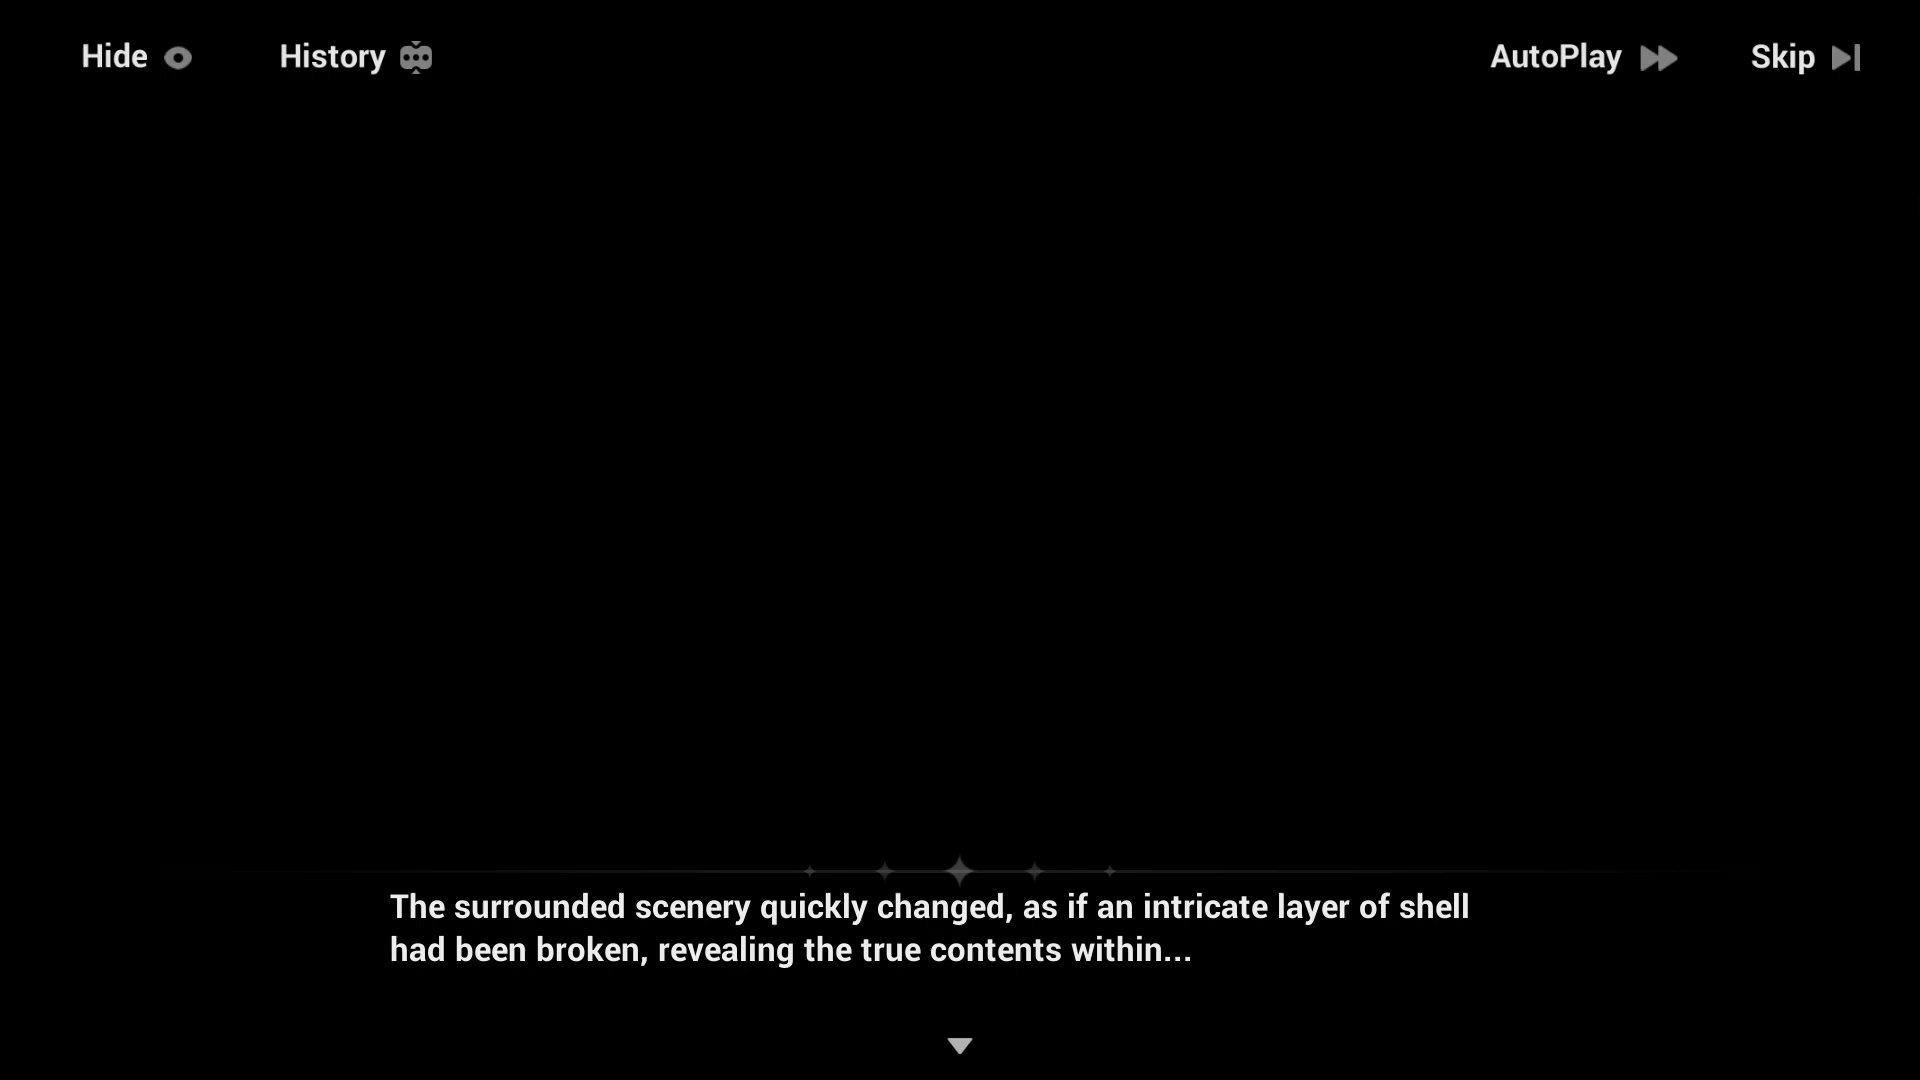 Hide
History
AutoPlay
Skip
The surrounded scenery quickly changed, as if an intricate layer of shell
had been broken, revealing the true contents within...